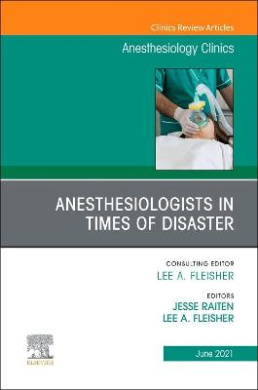 Clinics Review Articles
Anesthesiology Clinics
ANESTHESIOLOGISTS IN
TIMES OF DISASTER
CONSULTING EDITOR
LEE A. FLEISHER
EDITORS
JESSE RAITEN
LEE A. FLEISHER
ELSEVIER
June 2021